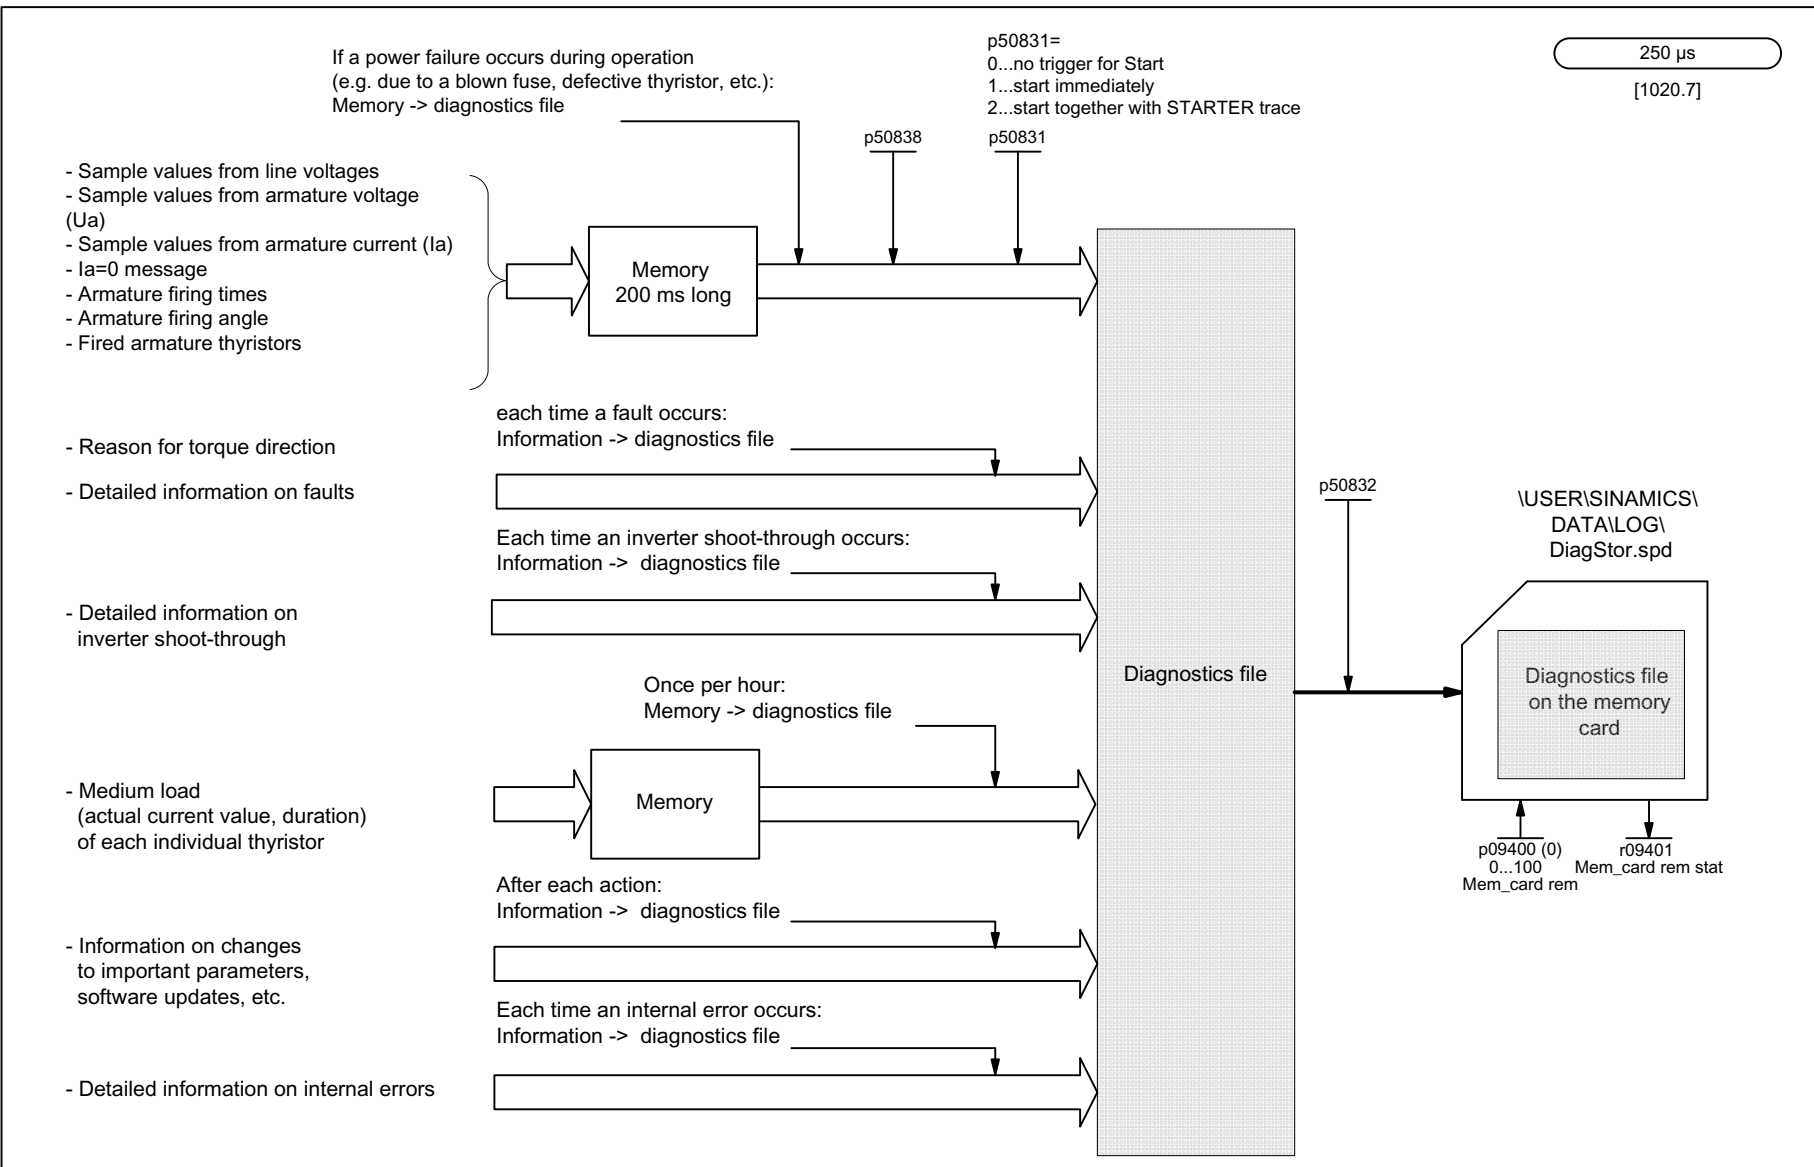 If a power failure occurs during operation
(e.g. due to a blown fuse, defective thyristor, etc.):
Memory -> diagnostics file
p50831=
0...no trigger for Start
1...start immediately
2...start together with STARTER trace
250 µs
[1020.7]
p50838
p50831
- Sample values from line voltages
- Sample values from armature voltage
(Ua)
- Sample values from armature current (Ia)
- Ia=0 message
- Armature firing times
- Armature firing angle
- Fired armature thyristors
Memory
200 ms long
each time a fault occurs:
Information -> diagnostics file
- Reason for torque direction
- Detailed information on faults
Each time an inverter shoot-through occurs:
Information -> diagnostics file
- Detailed information on
inverter shoot-through
Once per hour:
Memory -> diagnostics file
- Medium load
(actual current value, duration)
of each individual thyristor
Memory
After each action:
Information -> diagnostics file
- Information on changes
to important parameters,
software updates, etc.
Each time an internal error occurs:
Information -> diagnostics file
- Detailed information on internal errors
Diagnostics file
p50832
\USER\SINAMICS\
DATA\LOG\
DiagStor.spd
Diagnostics file
on the memory
card
p09400 (0)
0...100
Mem_card rem
r09401
Mem_card rem stat